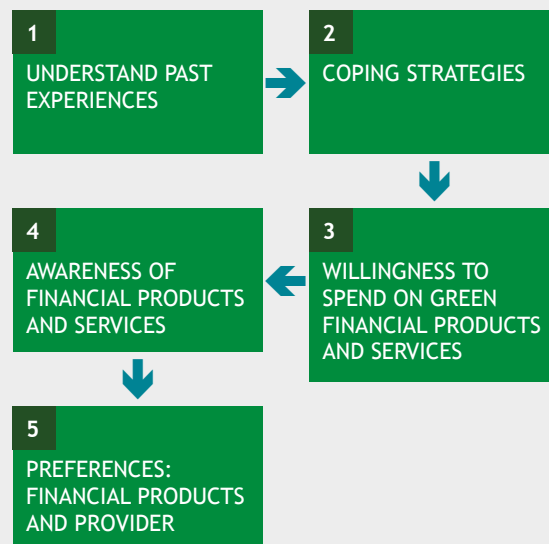 1
UNDERSTAND PAST
EXPERIENCES
2
COPING STRATEGIES
3
WILLINGNESS TO
SPEND ON GREEN
FINANCIAL PRODUCTS
AND SERVICES
4
AWARENESS OF
FINANCIAL PRODUCTS
AND SERVICES
5
PREFERENCES:
FINANCIAL PRODUCTS
AND PROVIDER